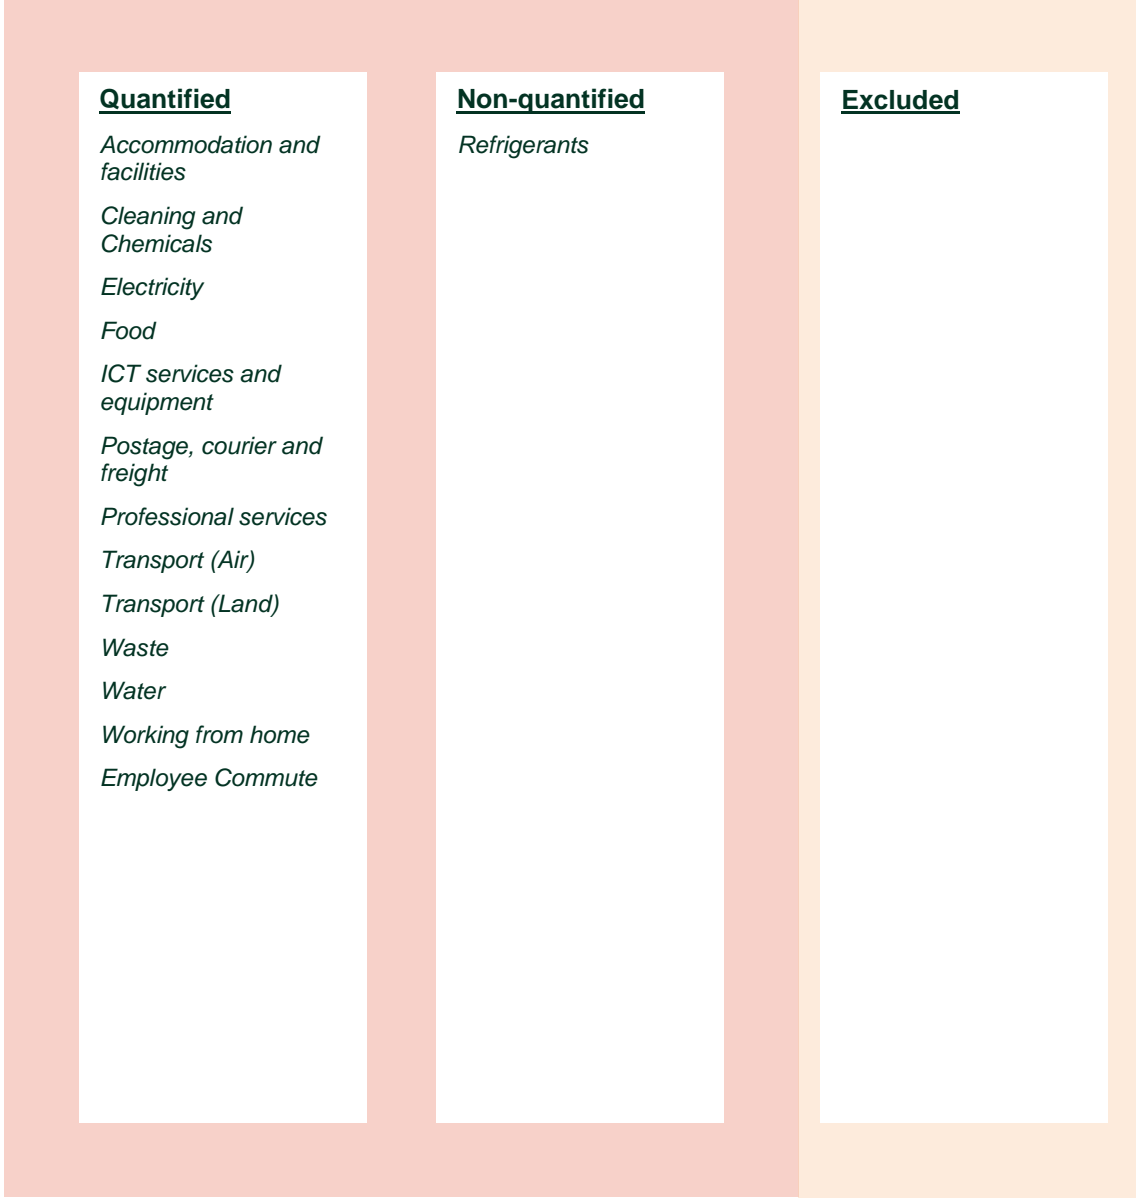 Quantified
Accommodation and
facilities
Cleaning and
Chemicals
Electricity
Food
ICT services and
equipment
Postage, courier and
freight
Professional services
Transport (Air)
Transport (Land)
Waste
Water
Working from home
Employee Commute
Non-quantified
Refrigerants
Excluded